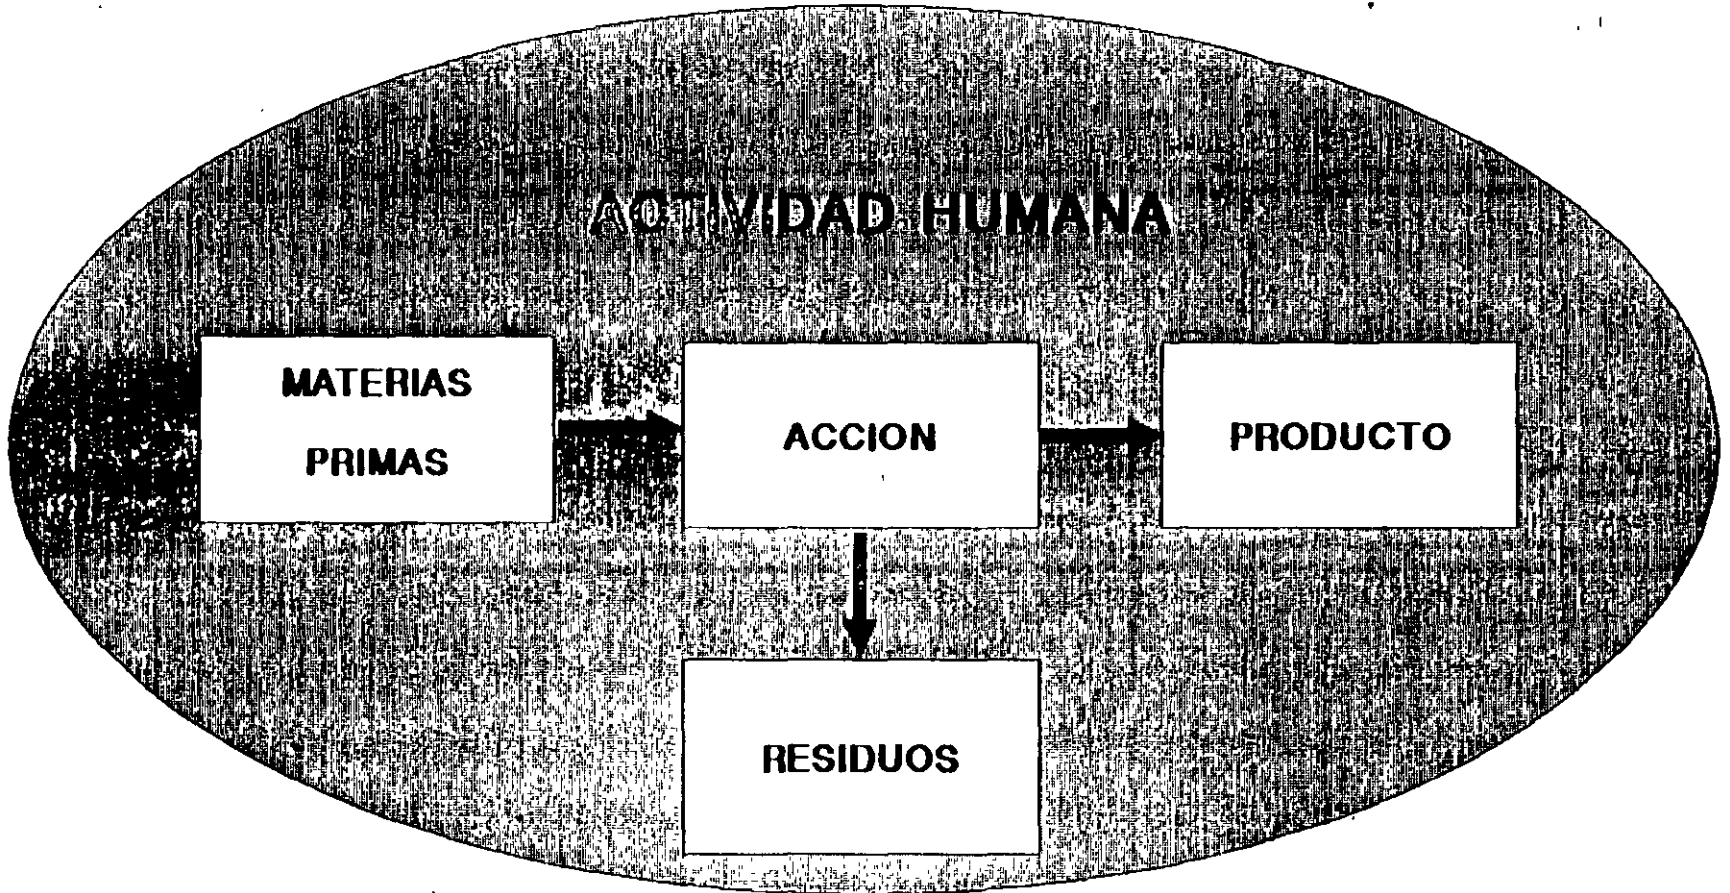 ACTIVIDAD HUMANA
MATERIAS
PRIMAS
ACCION
PRODUCTO
RESIDUOS